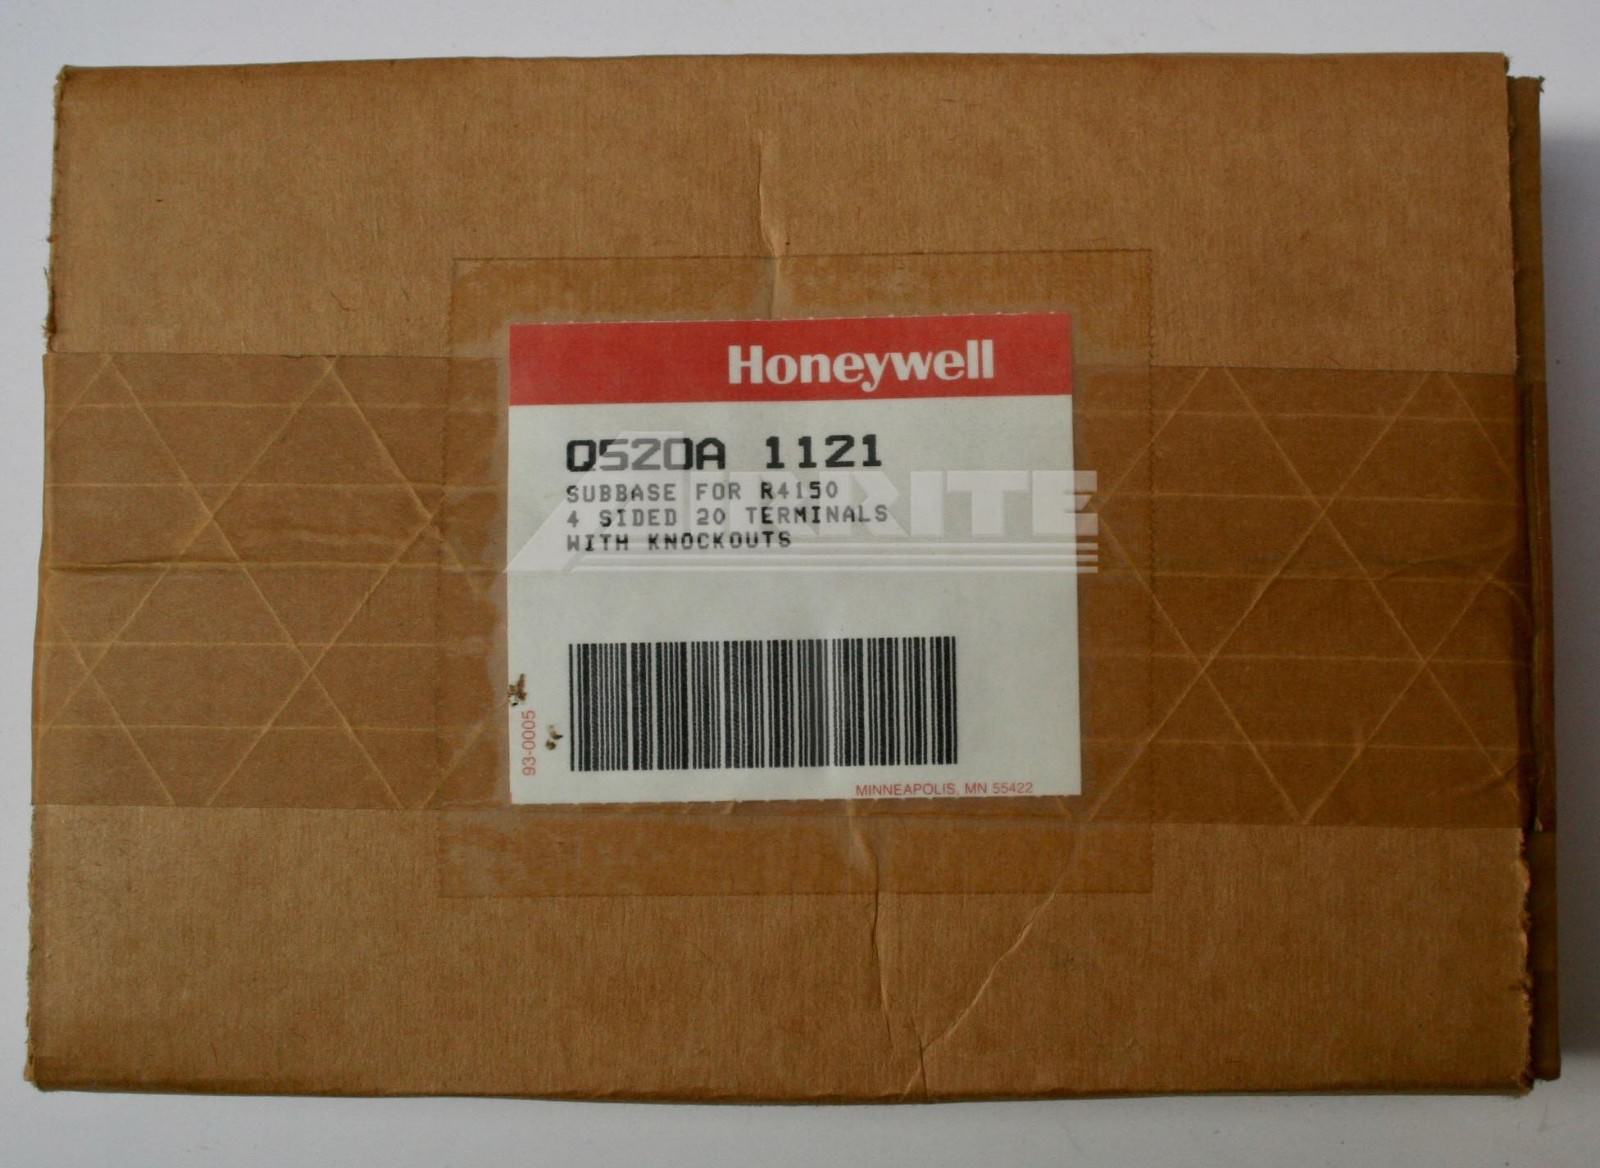 Honeywell
Q520A 1121
SUBBASE FOR R4150
4 SIDED 20 TERMINALS
WITH KNOCKOUTS
93-0005
MINNEAPOLIS, MN 55422